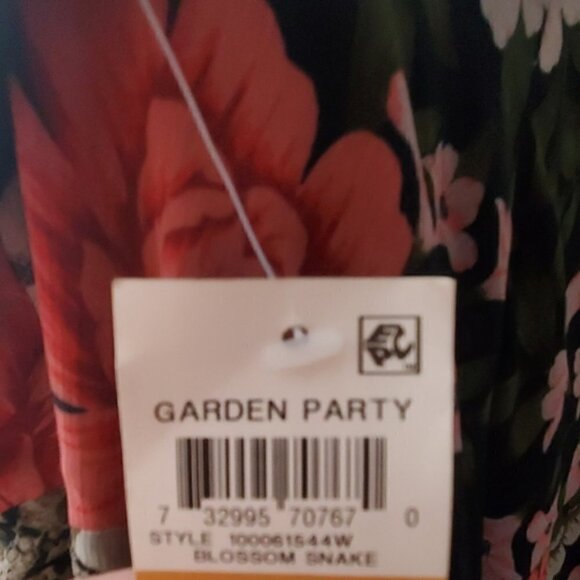 GARDEN PARTY
7 32995 70767 0
STYLE 100061544W
BLOSSOM SNAKE